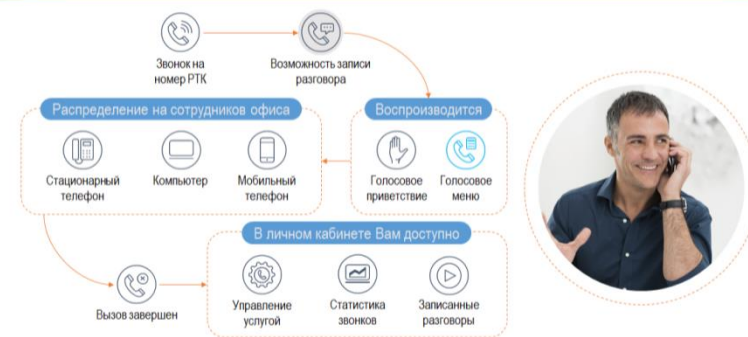 Звонок на
номер РТК
Возможность записи
разговора
Распределение на сотрудников офиса
Стационарный
телефон
Компьютер
Мобильный
телефон
Воспроизводится
Голосовое
приветствие
Голосовое
меню
В личном кабинете Вам доступно
Вызов завершен
Управление
услугой
Статистика
звонков
Записанные
разговоры